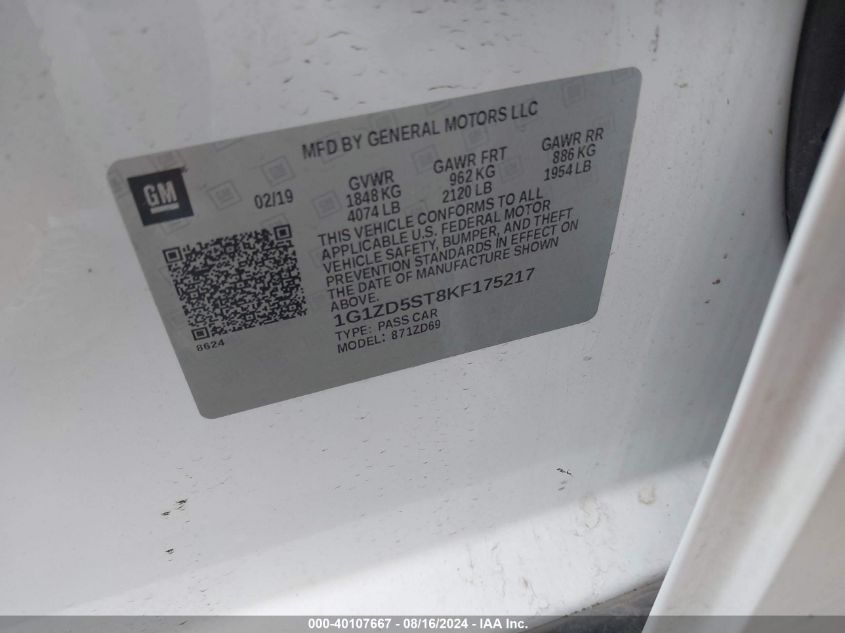 MFD BY GENERAL MOTORS LLC
GM
02/19
GVWR
1848 KG
4074 LB
GAWR FRT
962 KG
2120 LB
GAWR RR
886 KG
1954 LB
THIS VEHICLE CONFORMS TO ALL
APPLICABLE U.S. FEDERAL MOTOR
VEHICLE SAFETY, BUMPER, AND THEFT
PREVENTION STANDARDS IN EFFECT ON
THE DATE OF MANUFACTURE SHOWN
ABOVE.
1G1ZD5ST8KF175217
TYPE: PASS CAR
MODEL: 871ZD69
8624
000-40107667 - 08/16/2024 - IAA Inc.